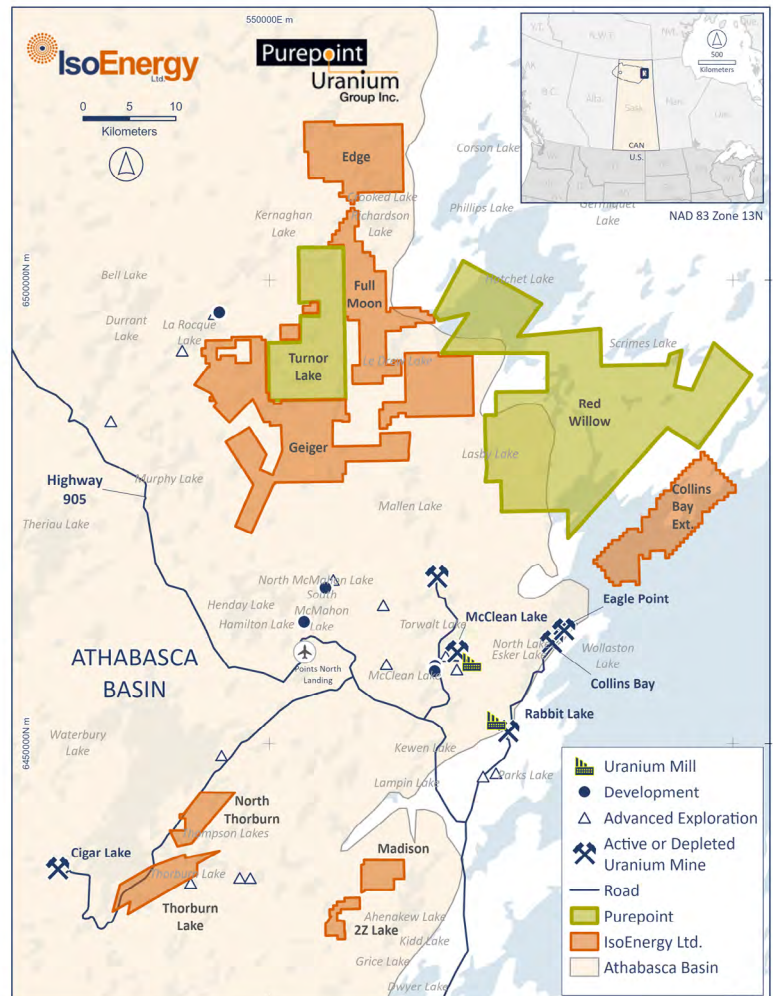 550000E m
IsoEnergy
Ltd.
Purepoint
Uranium
Group Inc.
0 5 10
Kilometers
500
Kilometers
Y.T.
N.W.T.
B.C.
Alta.
Sask.
Man.
CAN
U.S.
NAD 83 Zone 13N
Edge
Corson Lake
Crooked Lake
Kernaghan
Lake
Richardson
Lake
Phillips Lake
Germiquet
Lake
6500000N m
Bell Lake
Full
Moon
Hatchet Lake
Durrant
Lake
La Rocque
Lake
Scrimes Lake
Turnor
Lake
Red
Willow
Geiger
Lasby Lake
Highway
905
Murphy Lake
Collins
Bay
Ext.
Mallen Lake
Theriau Lake
North McMahon Lake
South
McMahon
Lake
Henday Lake
Hamilton Lake
Eagle Point
Torwalt Lake
McClean Lake
North Lake
Esker Lake
Wollaston
Lake
ATHABASCA
BASIN
Points North
Landing
McClean Lake
Collins Bay
Rabbit Lake
Waterbury
Lake
6450000N m
Kewen Lake
Lampin Lake
Parks Lake
North
Thorburn
Thompson Lakes
Madison
Cigar Lake
Thorburn Lake
Thorburn
Lake
Ahenakew Lake
2Z Lake
Kidd Lake
Grice Lake
Dwyer Lake
Uranium Mill
Development
Advanced Exploration
Active or Depleted
Uranium Mine
Road
Purepoint
IsoEnergy Ltd.
Athabasca Basin